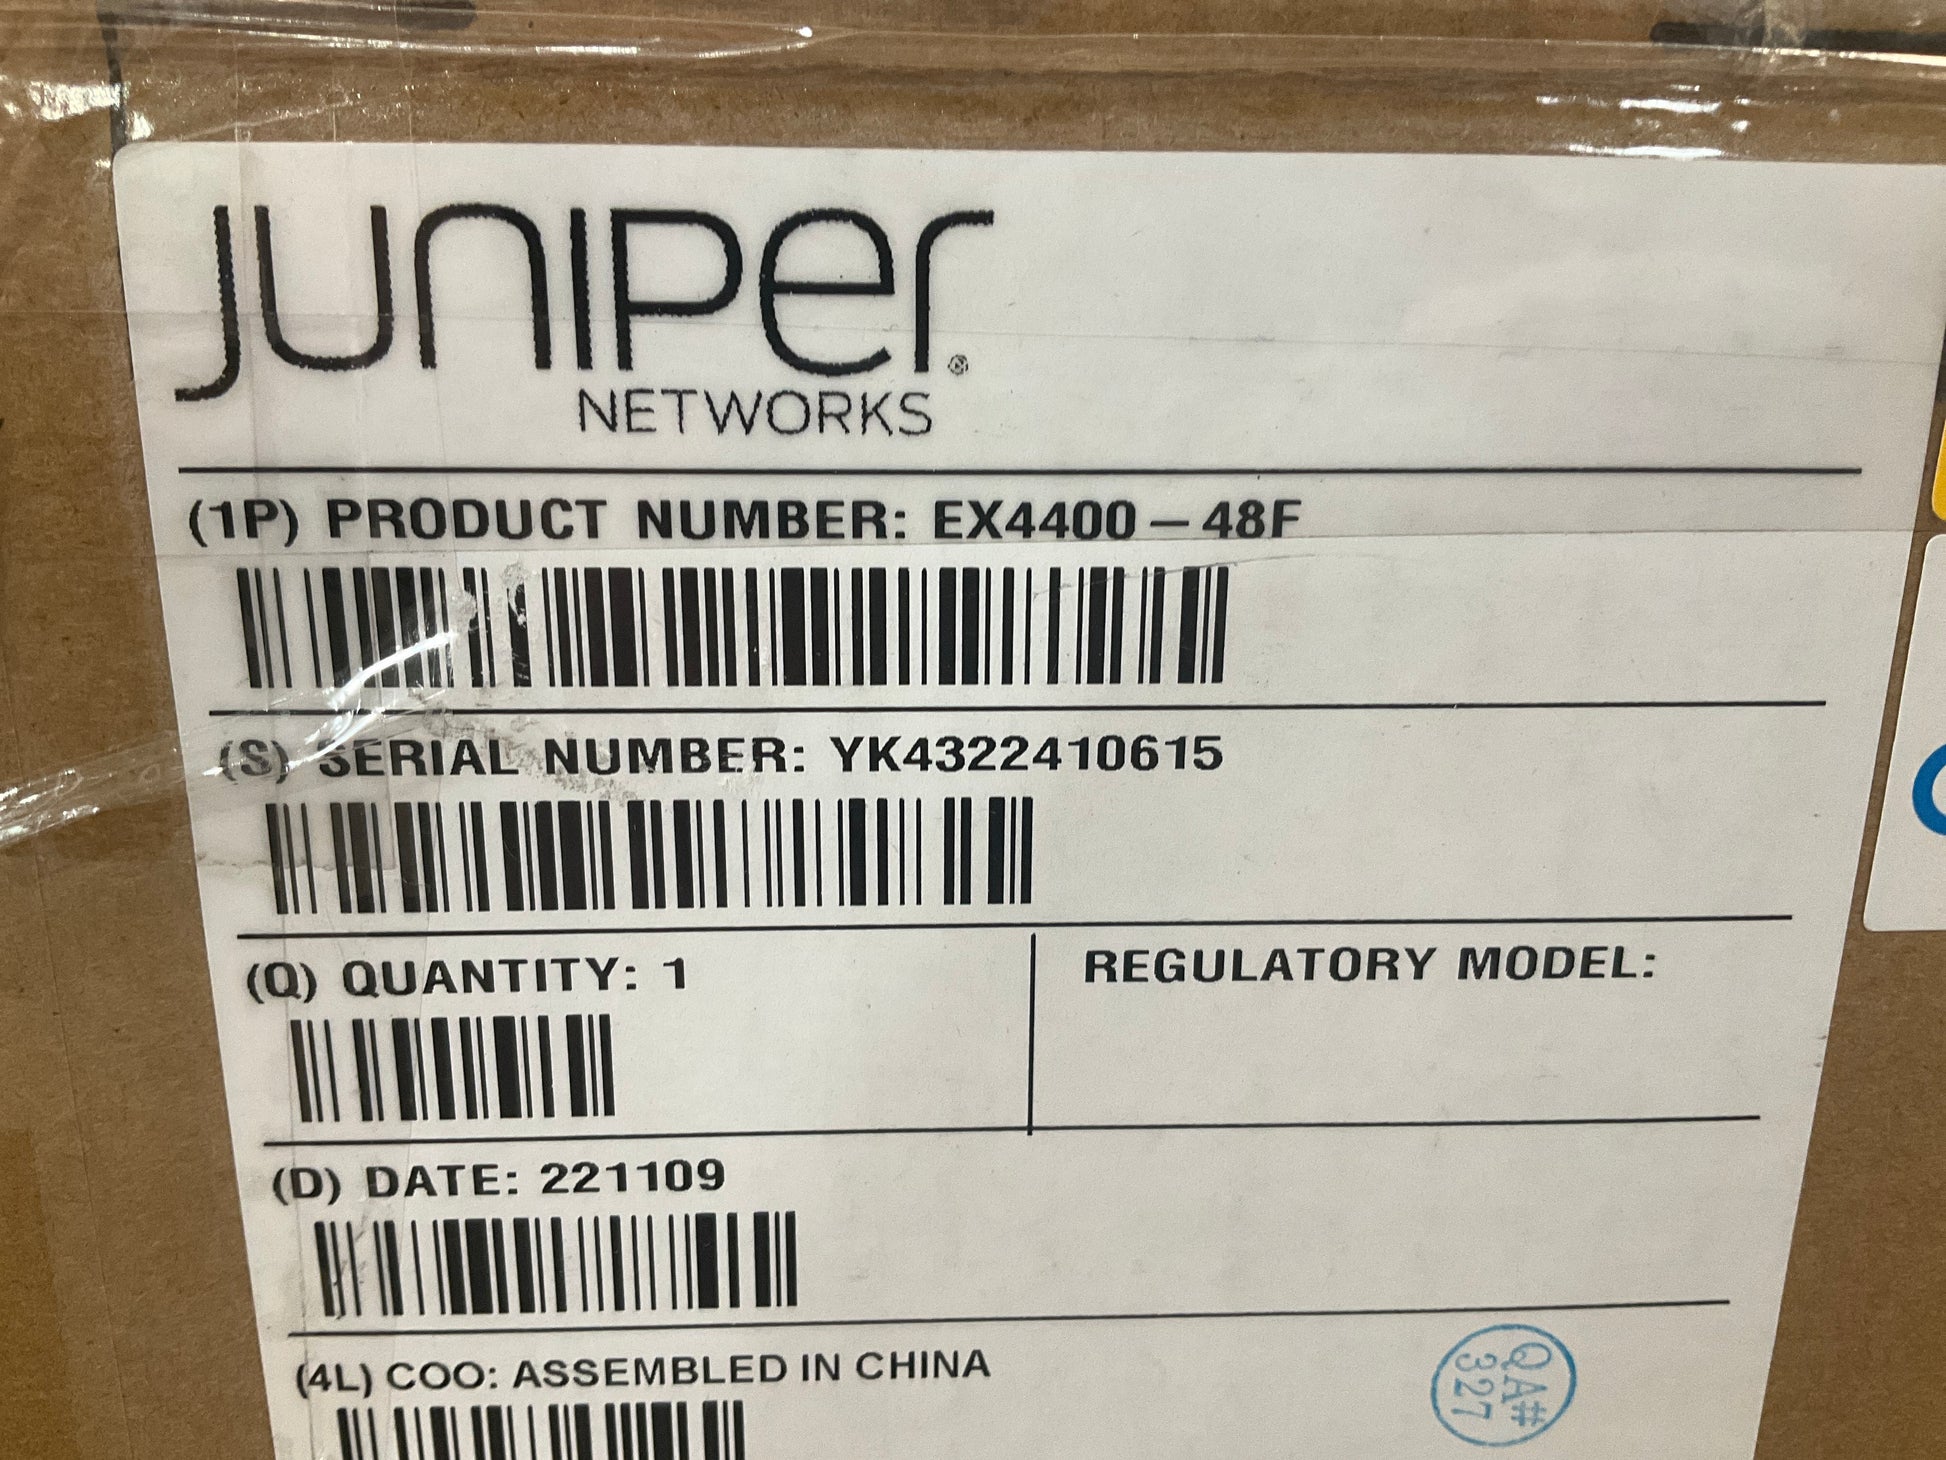 JUNIPER®
NETWORKS
(1P) PRODUCT NUMBER: EX4400-48F
(S) SERIAL NUMBER: YK4322410615
(Q) QUANTITY: 1
REGULATORY MODEL:
(D) DATE: 221109
(4L) COO: ASSEMBLED IN CHINA
QA#
327